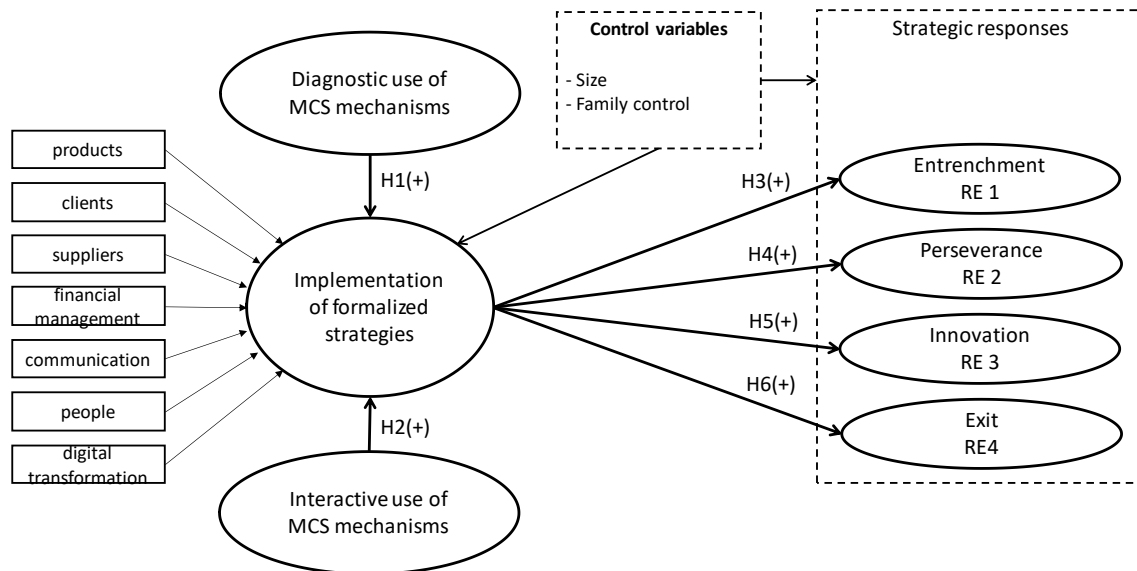 Control variables
- Size
- Family control
Strategic responses
Diagnostic use of
MCS mechanisms
products
clients
suppliers
financial
management
communication
people
digital
transformation
H1(+)
Implementation
of formalized
strategies
H2(+)
Interactive use of
MCS mechanisms
H3(+)
H4(+)
H5(+)
H6(+)
Entrenchment
RE 1
Perseverance
RE 2
Innovation
RE 3
Exit
RE4